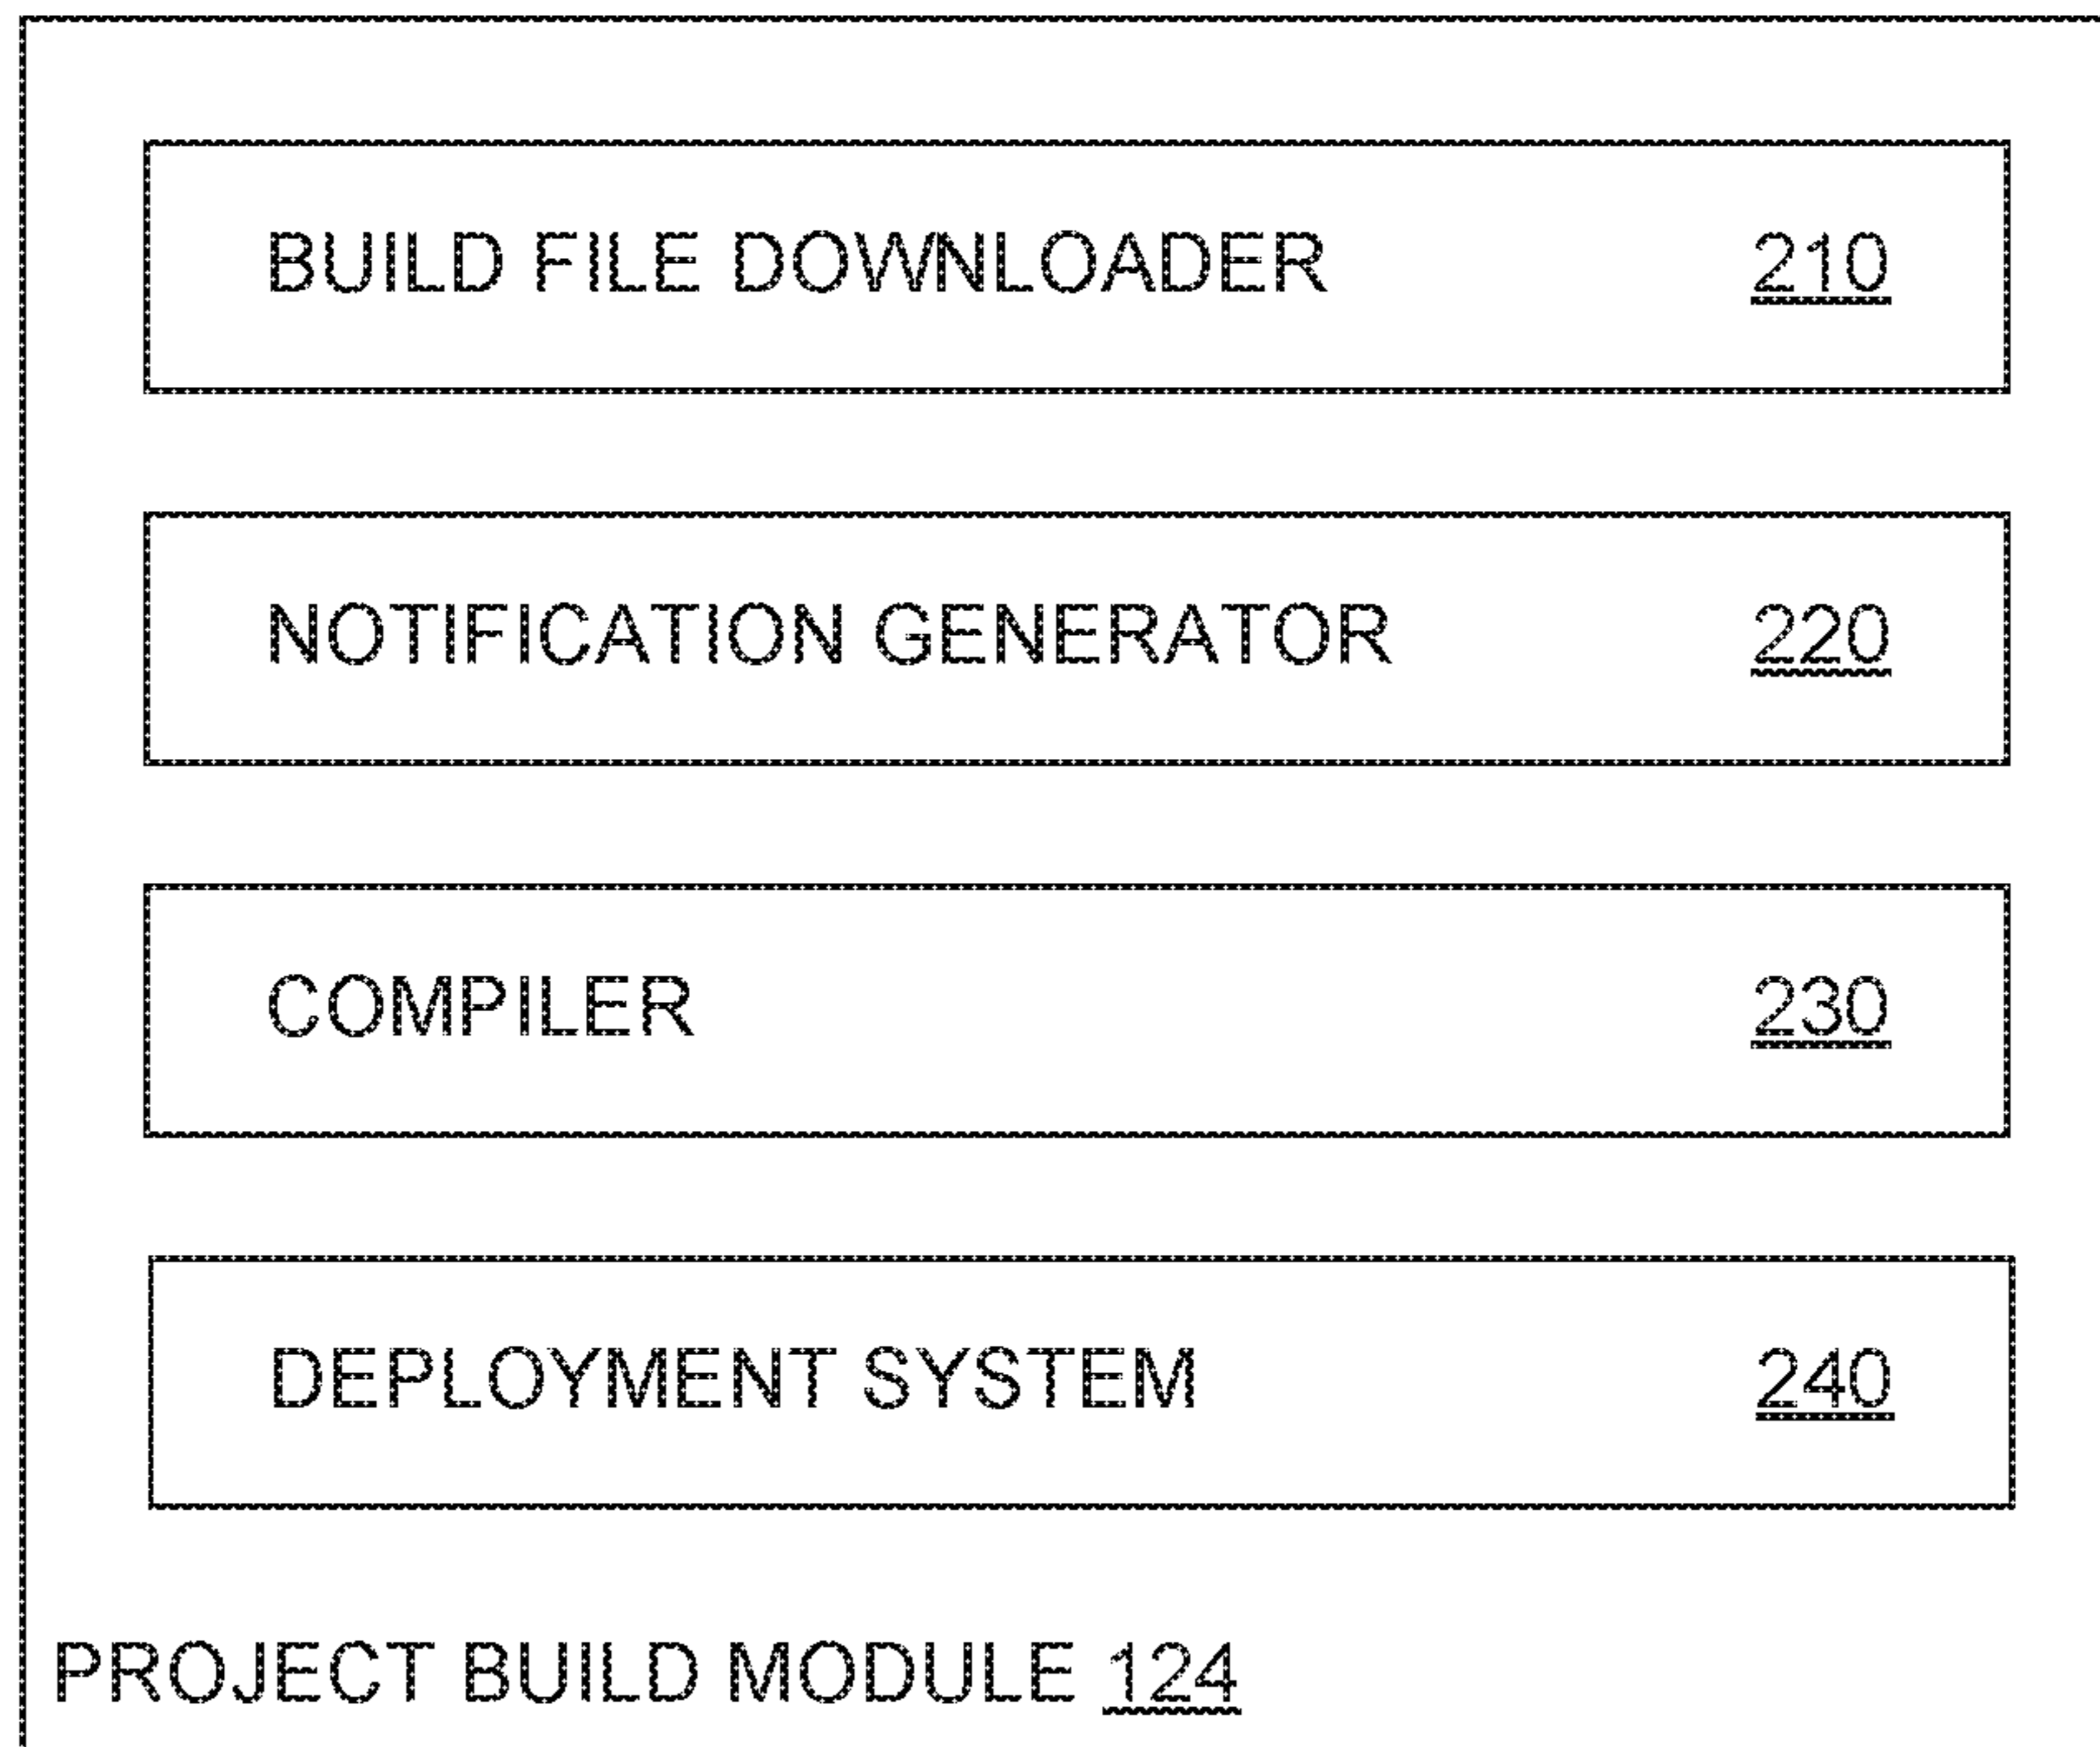 BUILD FILE DOWNLOADER 210
NOTIFICATION GENERATOR 220
COMPILER 230
DEPLOYMENT SYSTEM 240
PROJECT BUILD MODULE 124